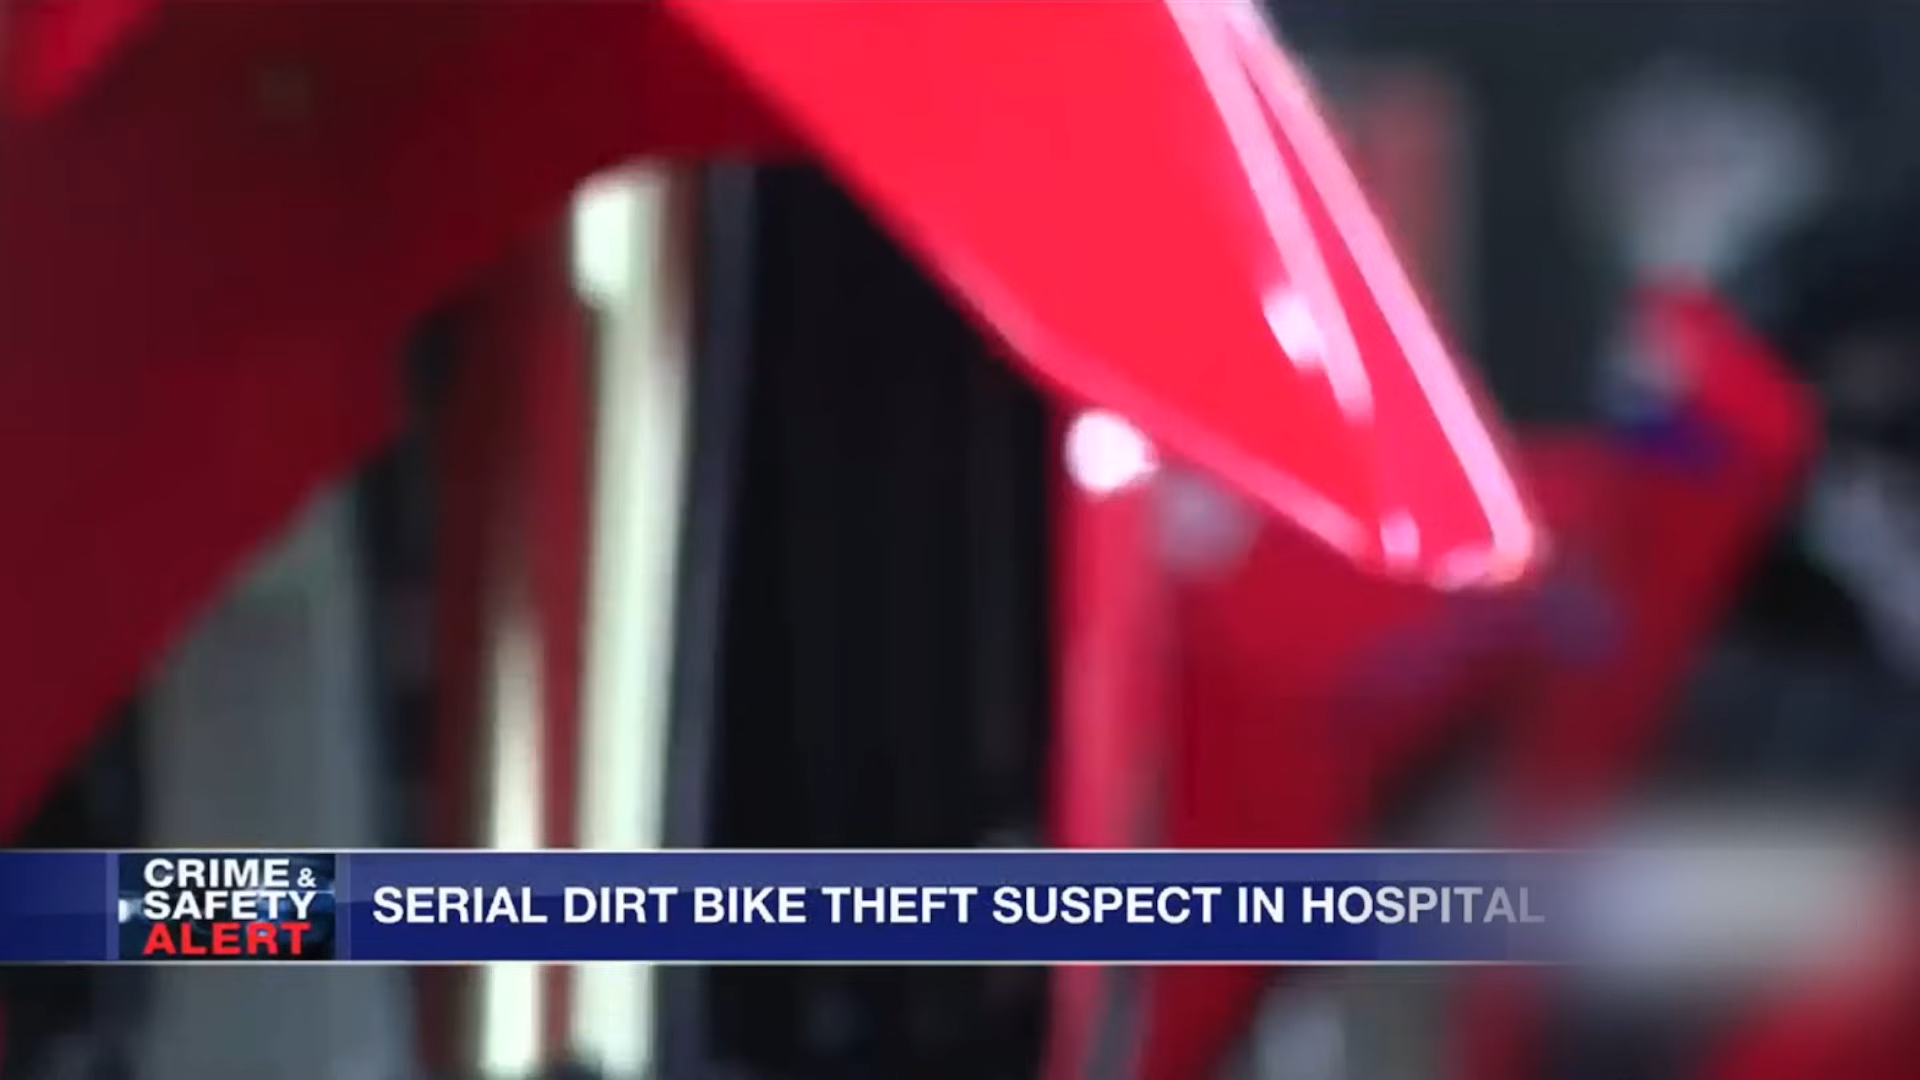 CRIME &
SAFETY
ALERT
SERIAL DIRT BIKE THEFT SUSPECT IN HOSPITAL